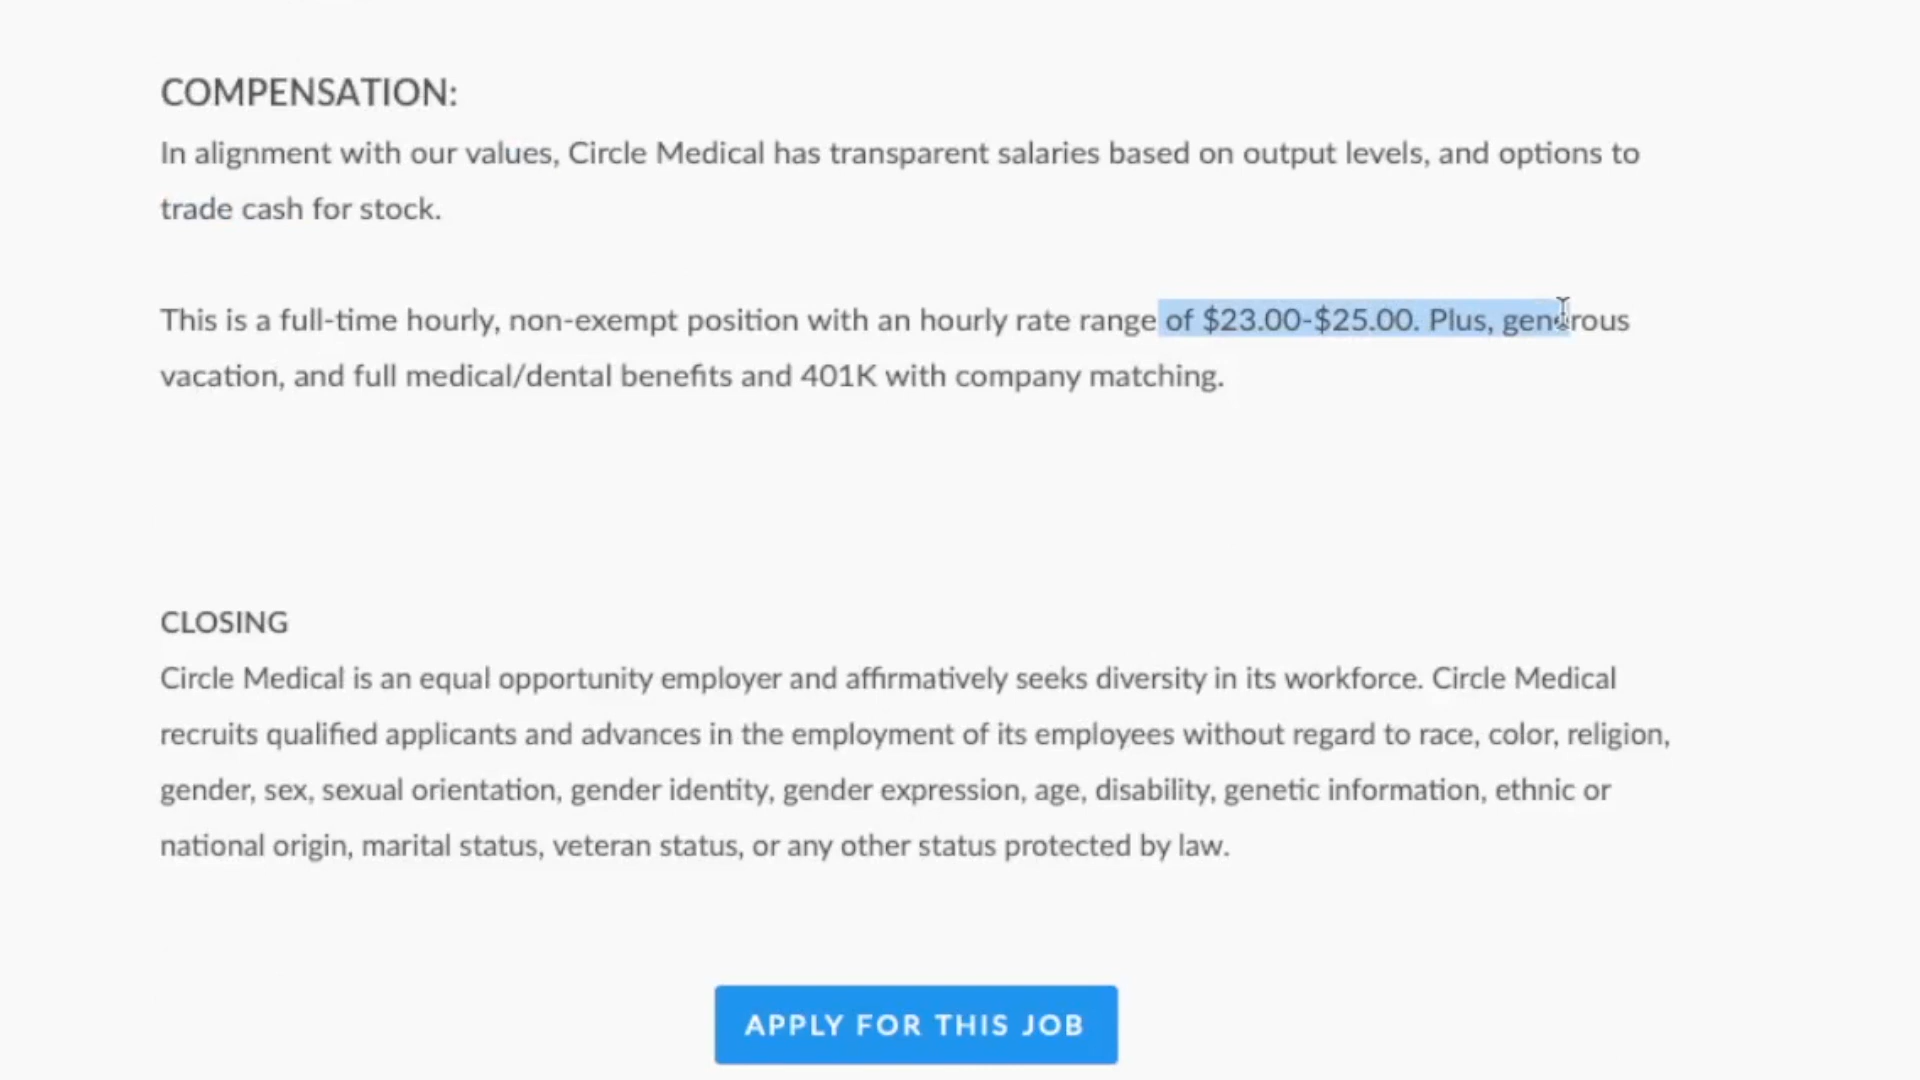 COMPENSATION:
In alignment with our values, Circle Medical has transparent salaries based on output levels, and options to
trade cash for stock.
This is a full-time hourly, non-exempt position with an hourly rate range of $23.00-$25.00. Plus, generous
vacation, and full medical/dental benefits and 401K with company matching.
CLOSING
Circle Medical is an equal opportunity employer and affirmatively seeks diversity in its workforce. Circle Medical
recruits qualified applicants and advances in the employment of its employees without regard to race, color, religion,
gender, sex, sexual orientation, gender identity, gender expression, age, disability, genetic information, ethnic or
national origin, marital status, veteran status, or any other status protected by law.
APPLY FOR THIS JOB